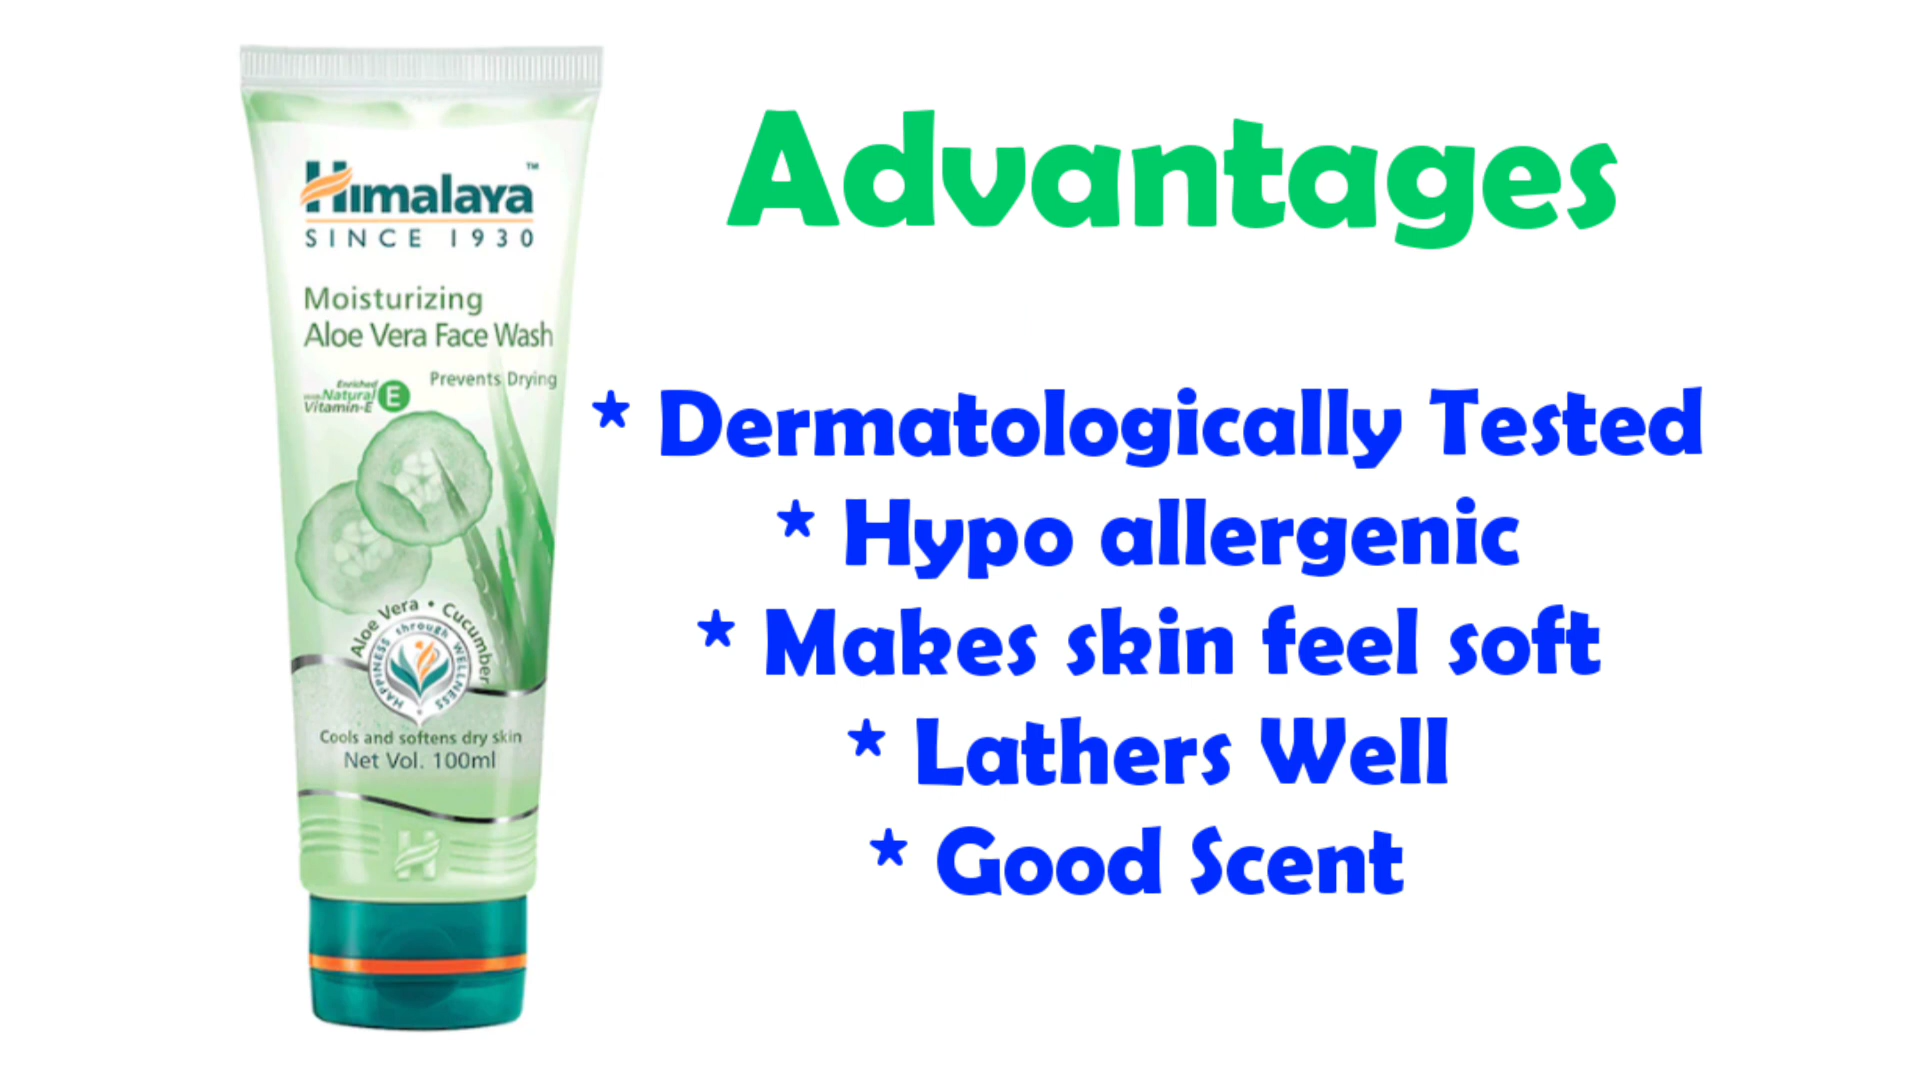 Himalaya™
SINCE 1930
Moisturizing
Aloe Vera Face Wash
Prevents Drying
Enriched
with Natural
Vitamin-E
E
Aloe Vera • Cucumber
HAPPINESS through WELLNESS
Cools and softens dry skin
Net Vol. 100ml
H
Advantages
* Dermatologically Tested
* Hypo allergenic
* Makes skin feel soft
* Lathers Well
* Good Scent